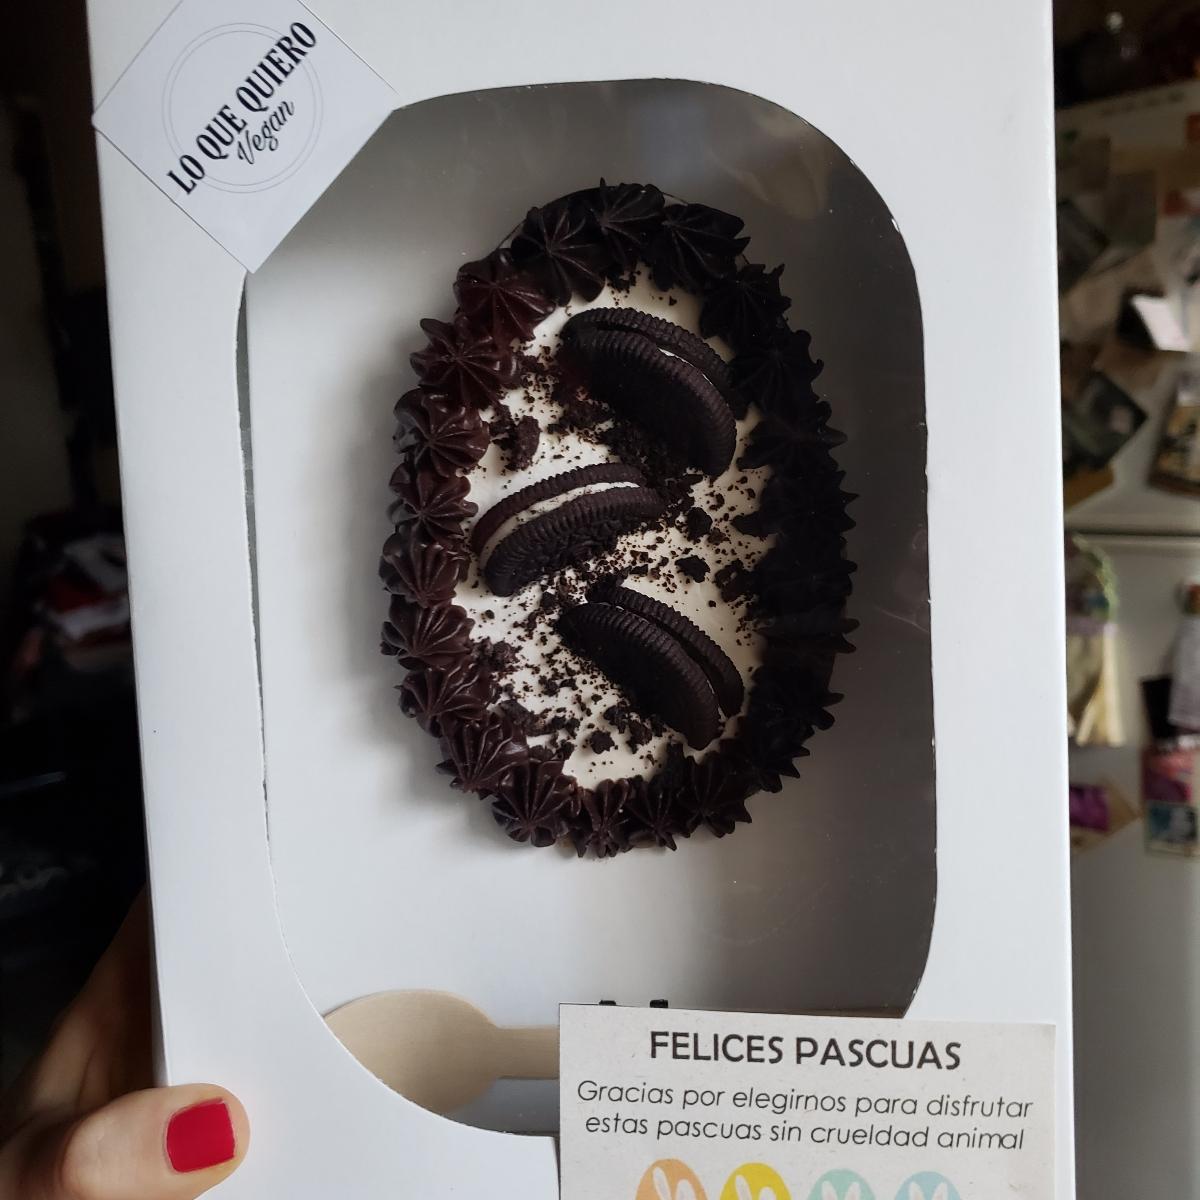 LO QUE QUIERO
Vegan
FELICES PASCUAS
Gracias por elegirnos para disfrutar
estas pascuas sin crueldad animal